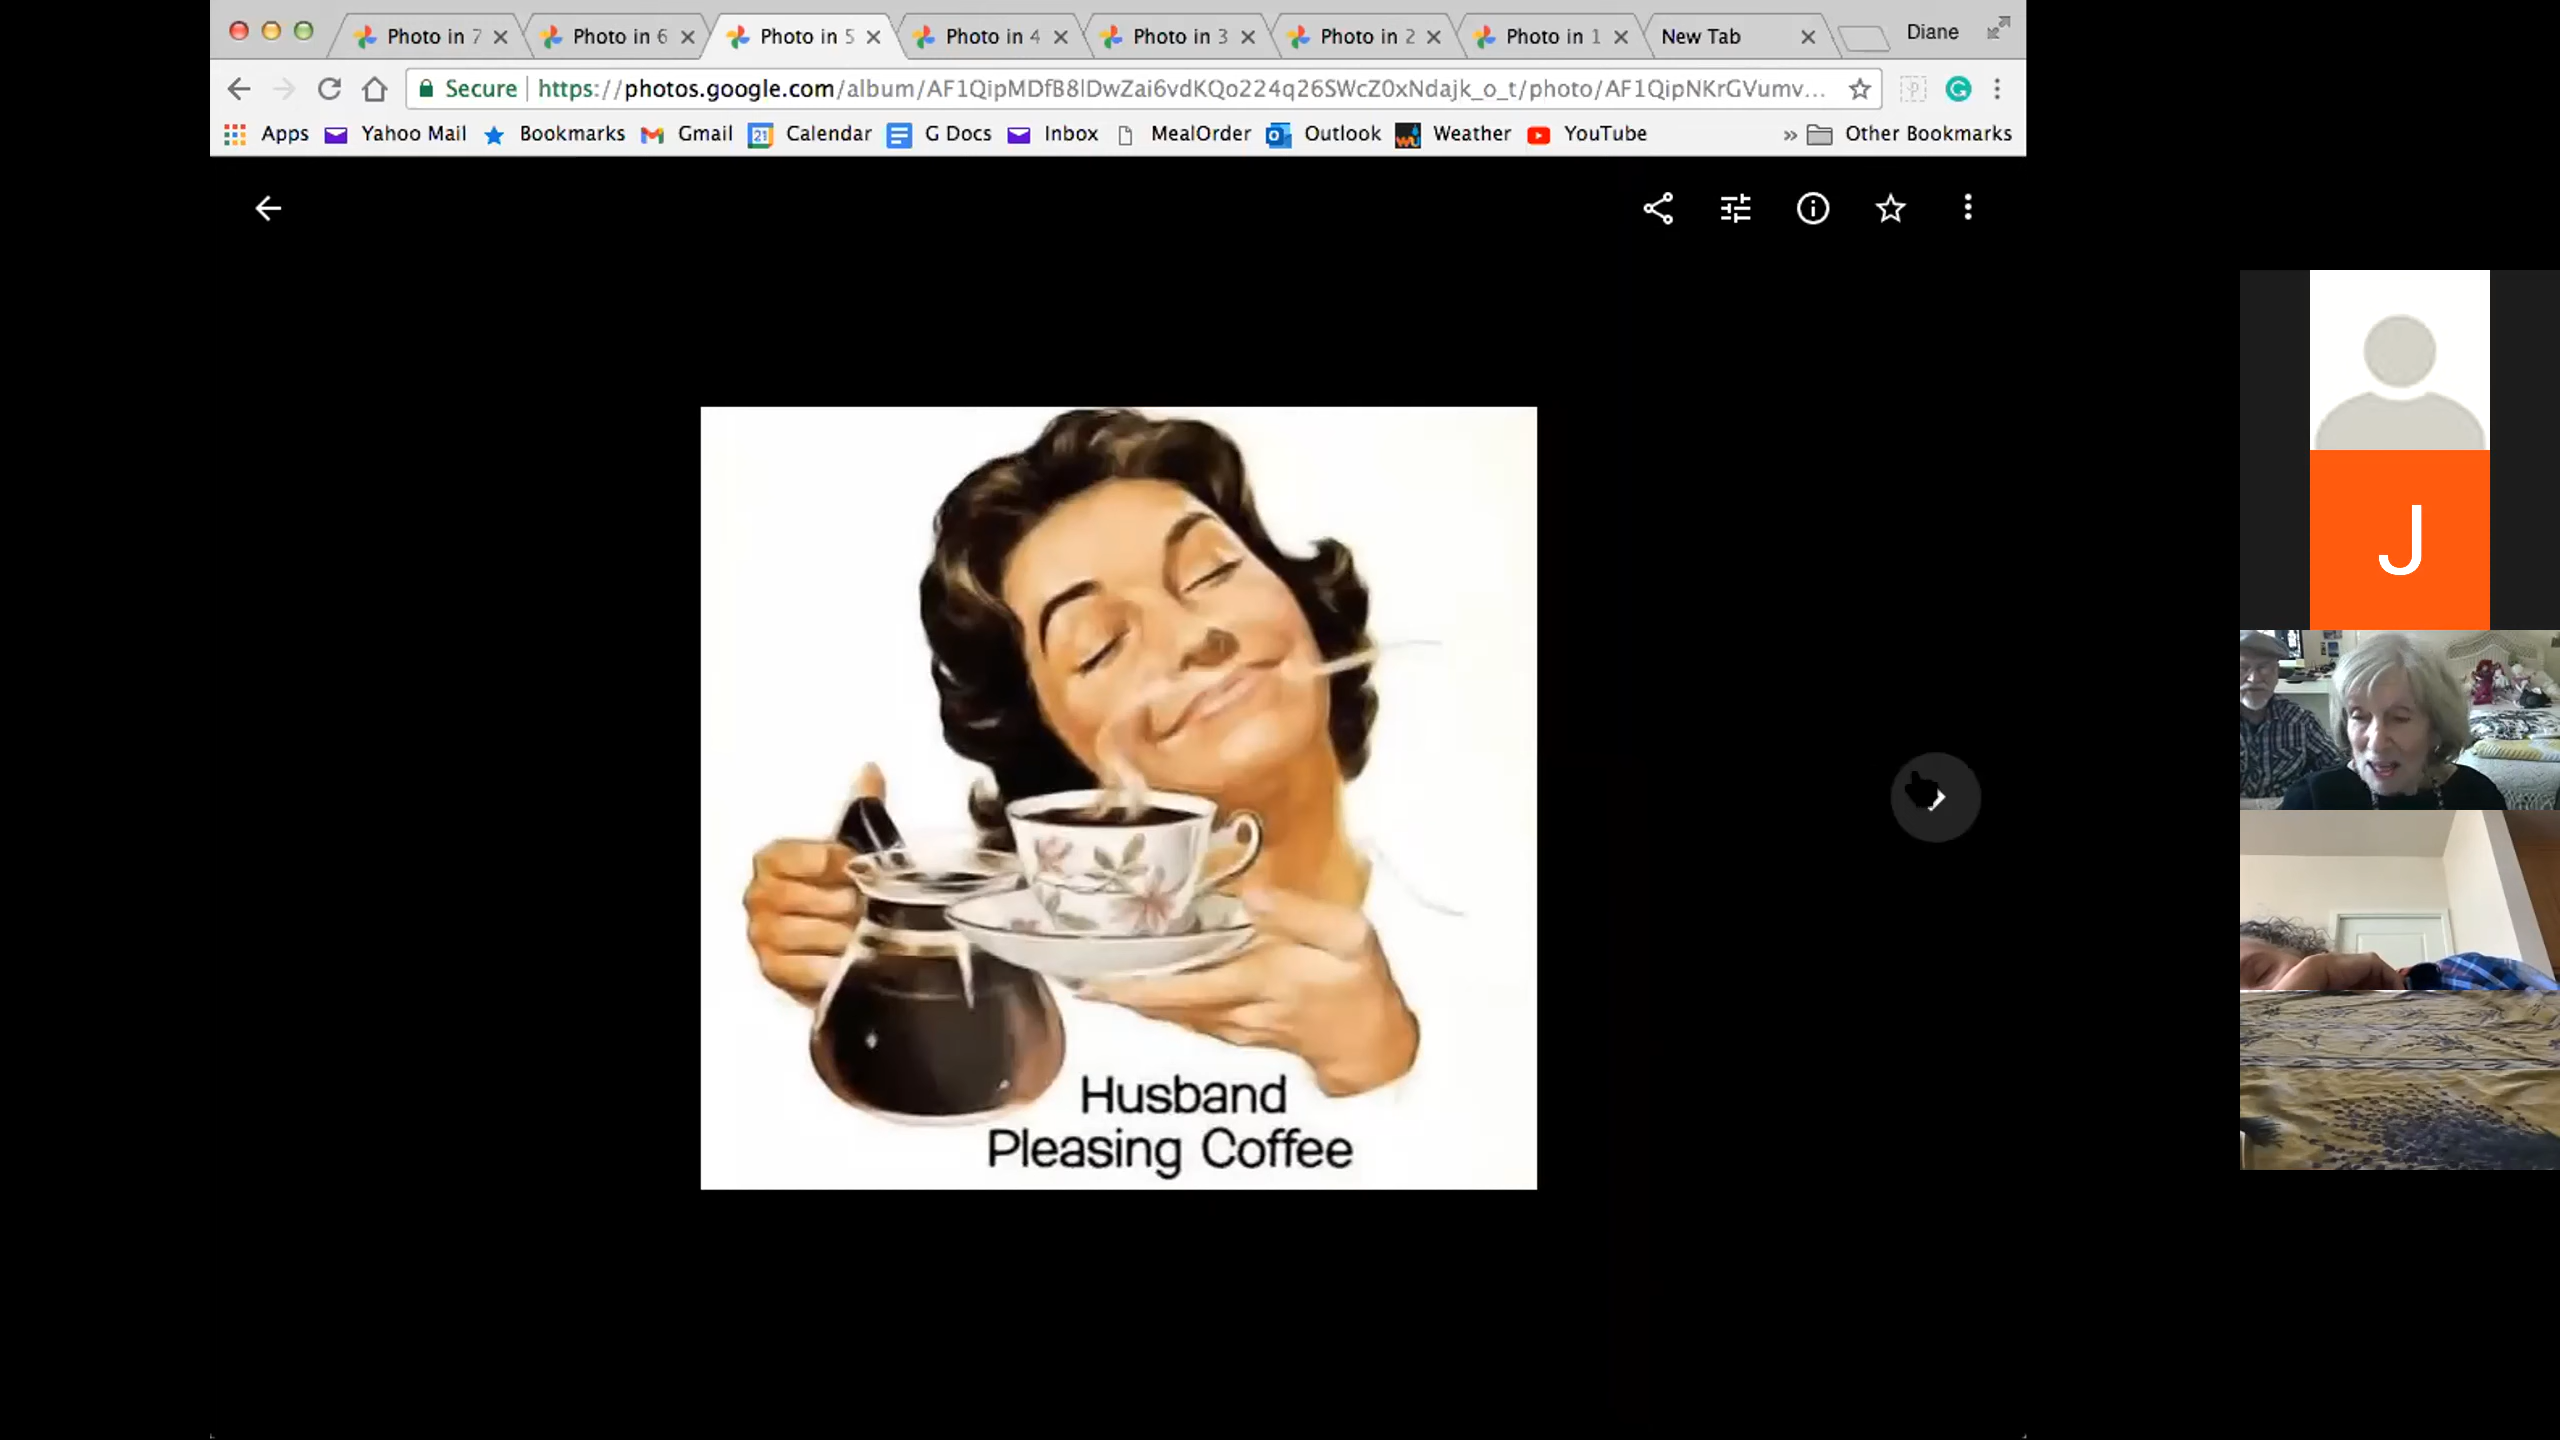 Photo in 7
Photo in 6
Photo in 5
Photo in 4
Photo in 3
Photo in 2
Photo in 1
New Tab
Diane
Secure
https://photos.google.com/album/AF1QipMDfB8lDwZai6vdKQo224q26SWcZ0xNdajk_o_t/photo/AF1QipNKrGVumv...
Apps
Yahoo Mail
Bookmarks
Gmail
21
Calendar
G Docs
Inbox
MealOrder
Outlook
Weather
YouTube
»
Other Bookmarks
J
Husband
Pleasing Coffee